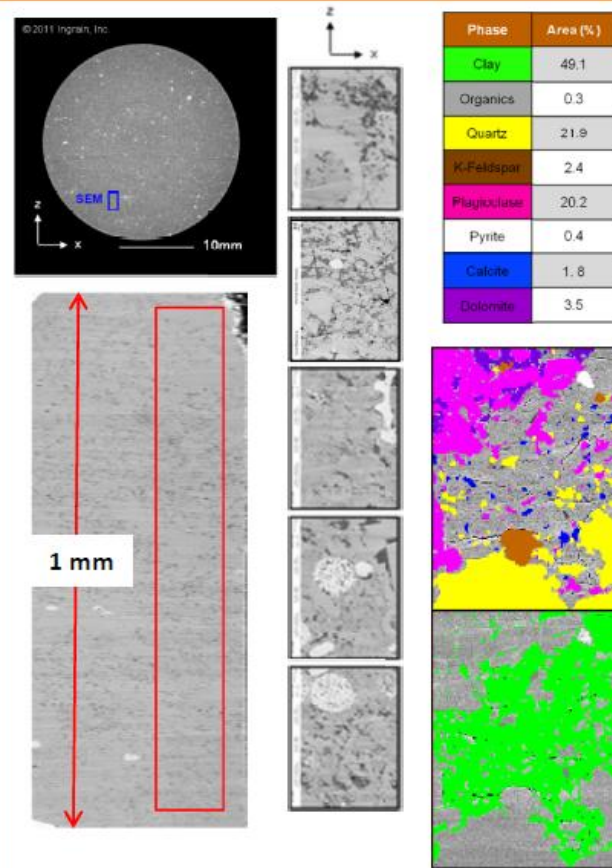 © 2011 Ingrain, Inc.
SEM
z
x
10mm
1 mm
z
x
Phase Area (%)
Clay 49.1
Organics 0.3
Quartz 21.9
K-Feldspar 2.4
Plagioclase 20.2
Pyrite 0.4
Calcite 1.8
Dolomite 3.5